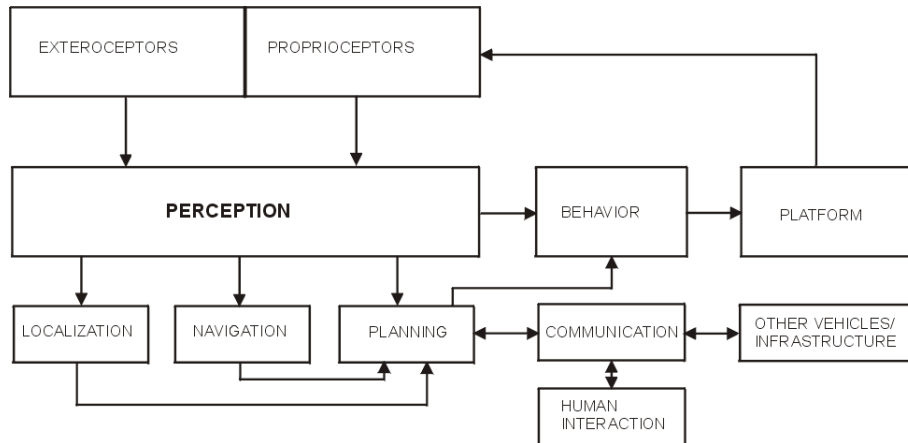 EXTEROCEPTORS
PROPRIOCEPTORS
PERCEPTION
BEHAVIOR
PLATFORM
LOCALIZATION
NAVIGATION
PLANNING
COMMUNICATION
OTHER VEHICLES/
INFRASTRUCTURE
HUMAN
INTERACTION